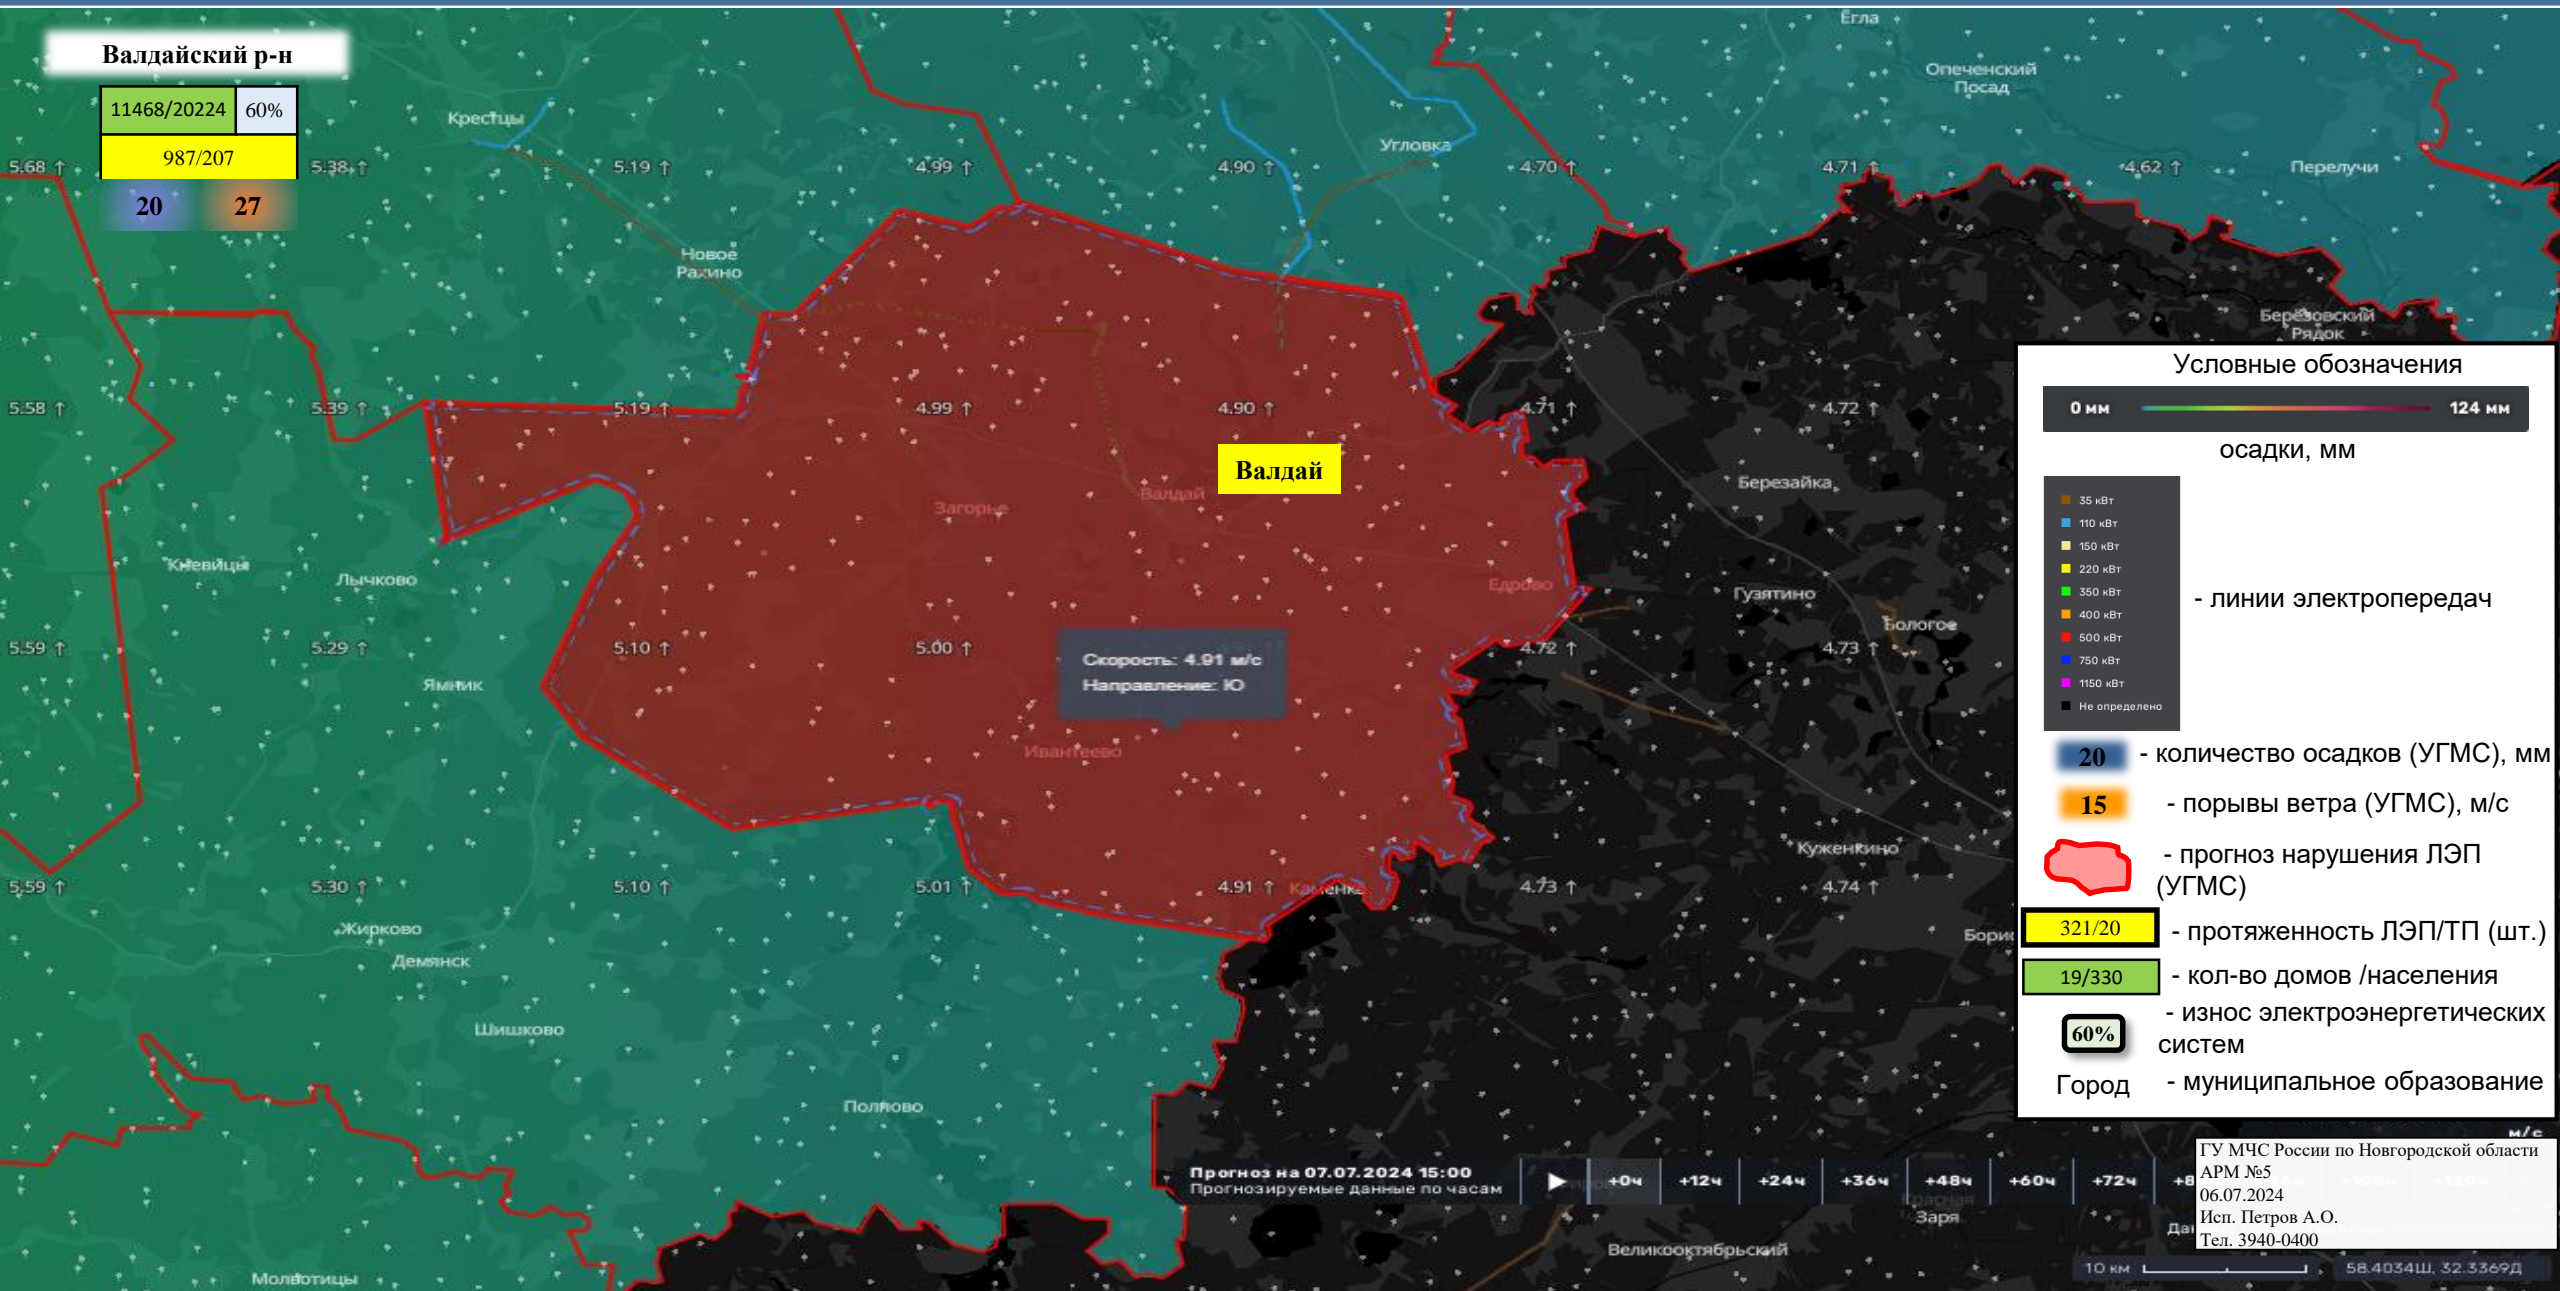 Валдайский р-н
11468/20224 60%
987/207
20 27
Ёгла
Опеченский
Посад
Крестцы
Угловка
5.68 ↑ 5.38 ↑ 5.19 ↑ 4.99 ↑ 4.90 ↑ 4.70 ↑ 4.71 ↑ 4.62 ↑ Перелучи
Новое
Рахино
Берёзовский
Рядок
5.58 ↑ 5.39 ↑ 5.19 ↑ 4.99 ↑ 4.90 ↑ 4.71 ↑ 4.72 ↑
Валдай
Загорье Валдай Березайка
Кневицы Лычково Едрово Гузятино
Бологое
5.59 ↑ 5.29 ↑ 5.10 ↑ 5.00 ↑ 4.72 ↑ 4.73 ↑
Скорость: 4.91 м/с
Направление: Ю
Ямник
Ивантеево
Куженкино
5.59 ↑ 5.30 ↑ 5.10 ↑ 5.01 ↑ 4.91 ↑ Каменка 4.73 ↑ 4.74 ↑
Жирково
Демянск
Шишково
Полново
Молвотицы
Великооктябрьский
Красная
Заря
Условные обозначения
0 мм 124 мм
осадки, мм
35 кВт
110 кВт
150 кВт
220 кВт
350 кВт
400 кВт
500 кВт
750 кВт
1150 кВт
Не определено
- линии электропередач
20 - количество осадков (УГМС), мм
15 - порывы ветра (УГМС), м/с
- прогноз нарушения ЛЭП
(УГМС)
321/20 - протяженность ЛЭП/ТП (шт.)
19/330 - кол-во домов /населения
60% - износ электроэнергетических
систем
Город - муниципальное образование
м/с
Прогноз на 07.07.2024 15:00
Прогнозируемые данные по часам
+0ч +12ч +24ч +36ч +48ч +60ч +72ч
ГУ МЧС России по Новгородской области
АРМ №5
06.07.2024
Исп. Петров А.О.
Тел. 3940-0400
10 км 58.4034Ш, 32.3369Д